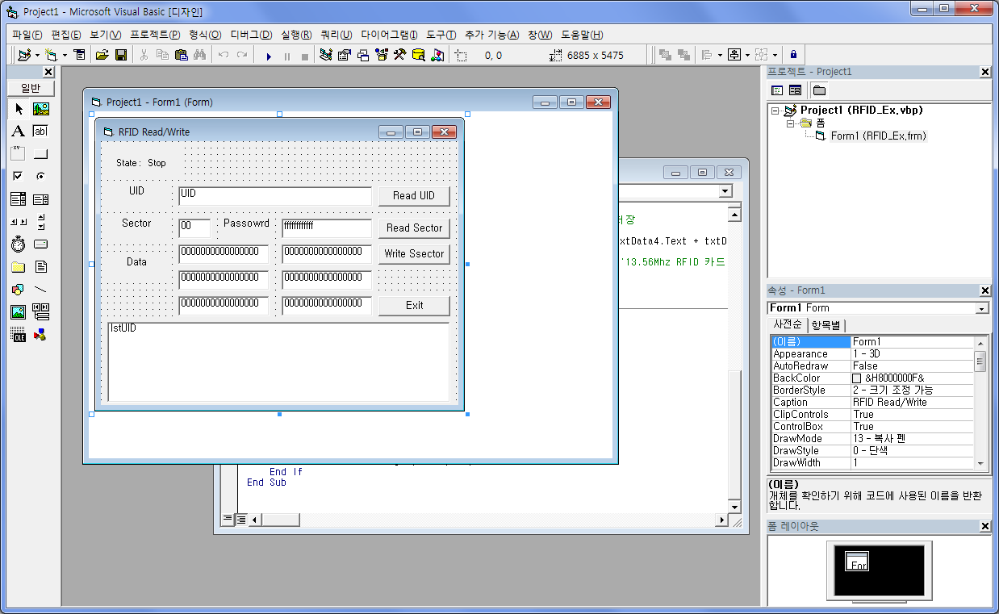 Project1 - Microsoft Visual Basic [디자인]
파일(F) 편집(E) 보기(V) 프로젝트(P) 형식(O) 디버그(D) 실행(R) 쿼리(U) 다이어그램(I) 도구(T) 추가 기능(A) 창(W) 도움말(H)
0, 0 6885 x 5475
일반
A
ab
xv
OLE
Project1 - Form1 (Form)
RFID Read/Write
State : Stop
UID UID Read UID
Sector 00 Passowrd ffffffffffff Read Sector
Data 0000000000000000 0000000000000000 Write Ssector
0000000000000000 0000000000000000
0000000000000000 0000000000000000 Exit
lstUID
장
xtData4.Text + txtD
'13.56Mhz RFID 카드
End If
End Sub
프로젝트 - Project1
Project1 (RFID_Ex.vbp)
폼
Form1 (RFID_Ex.frm)
속성 - Form1
Form1 Form
사전순 항목별
(이름) Form1
Appearance 1 - 3D
AutoRedraw False
BackColor &H8000000F&
BorderStyle 2 - 크기 조정 가능
Caption RFID Read/Write
ClipControls True
ControlBox True
DrawMode 13 - 복사 펜
DrawStyle 0 - 단색
DrawWidth 1
(이름)
개체를 확인하기 위해 코드에 사용된 이름을 반환
합니다.
폼 레이아웃
For